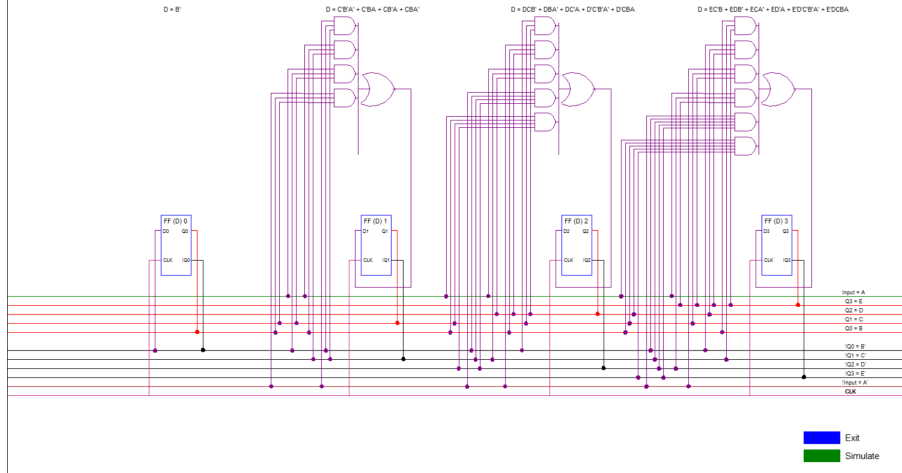 D = B'
D = C'B'A' + C'BA + CB'A + CBA'
D = DCB' + DBA' + DC'A + D'C'B'A' + D'CBA
D = EC'B + EDB' + ECA' + ED'A + E'D'C'B'A' + E'DCBA
FF (D) 0
D0 Q0
CLK !Q0
FF (D) 1
D1 Q1
CLK !Q1
FF (D) 2
D2 Q2
CLK !Q2
FF (D) 3
D3 Q3
CLK !Q3
Input = A
Q3 = E
Q2 = D
Q1 = C
Q0 = B
!Q0 = B'
!Q1 = C'
!Q2 = D'
!Q3 = E'
!Input = A'
CLK
Exit
Simulate